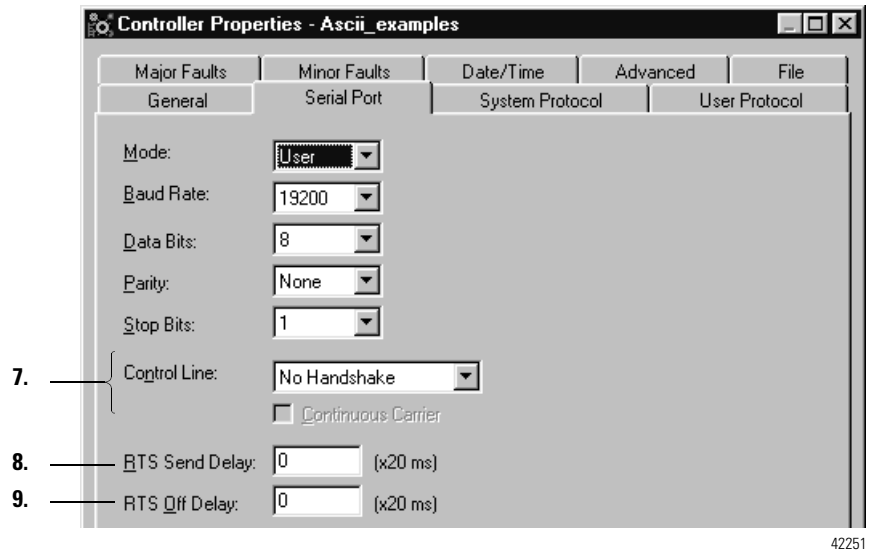 Controller Properties - Ascii_examples
Major Faults Minor Faults Date/Time Advanced File
General Serial Port System Protocol User Protocol
Mode: User
Baud Rate: 19200
Data Bits: 8
Parity: None
Stop Bits: 1
7. Control Line: No Handshake
Continuous Carrier
8. RTS Send Delay: 0 (x20 ms)
9. RTS Off Delay: 0 (x20 ms)
42251